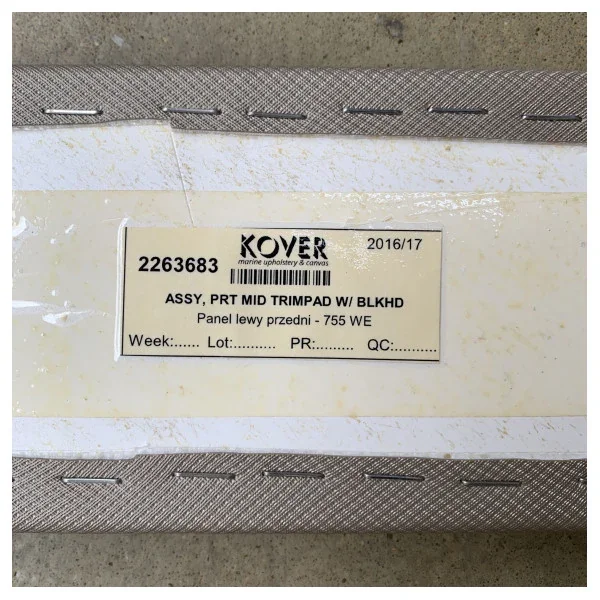 KOVER
2016/17
marine upholstery & canvas
2263683
ASSY, PRT MID TRIMPAD W/ BLKHD
Panel lewy przedni - 755 WE
Week:...... Lot:.......... PR:......... QC:..........